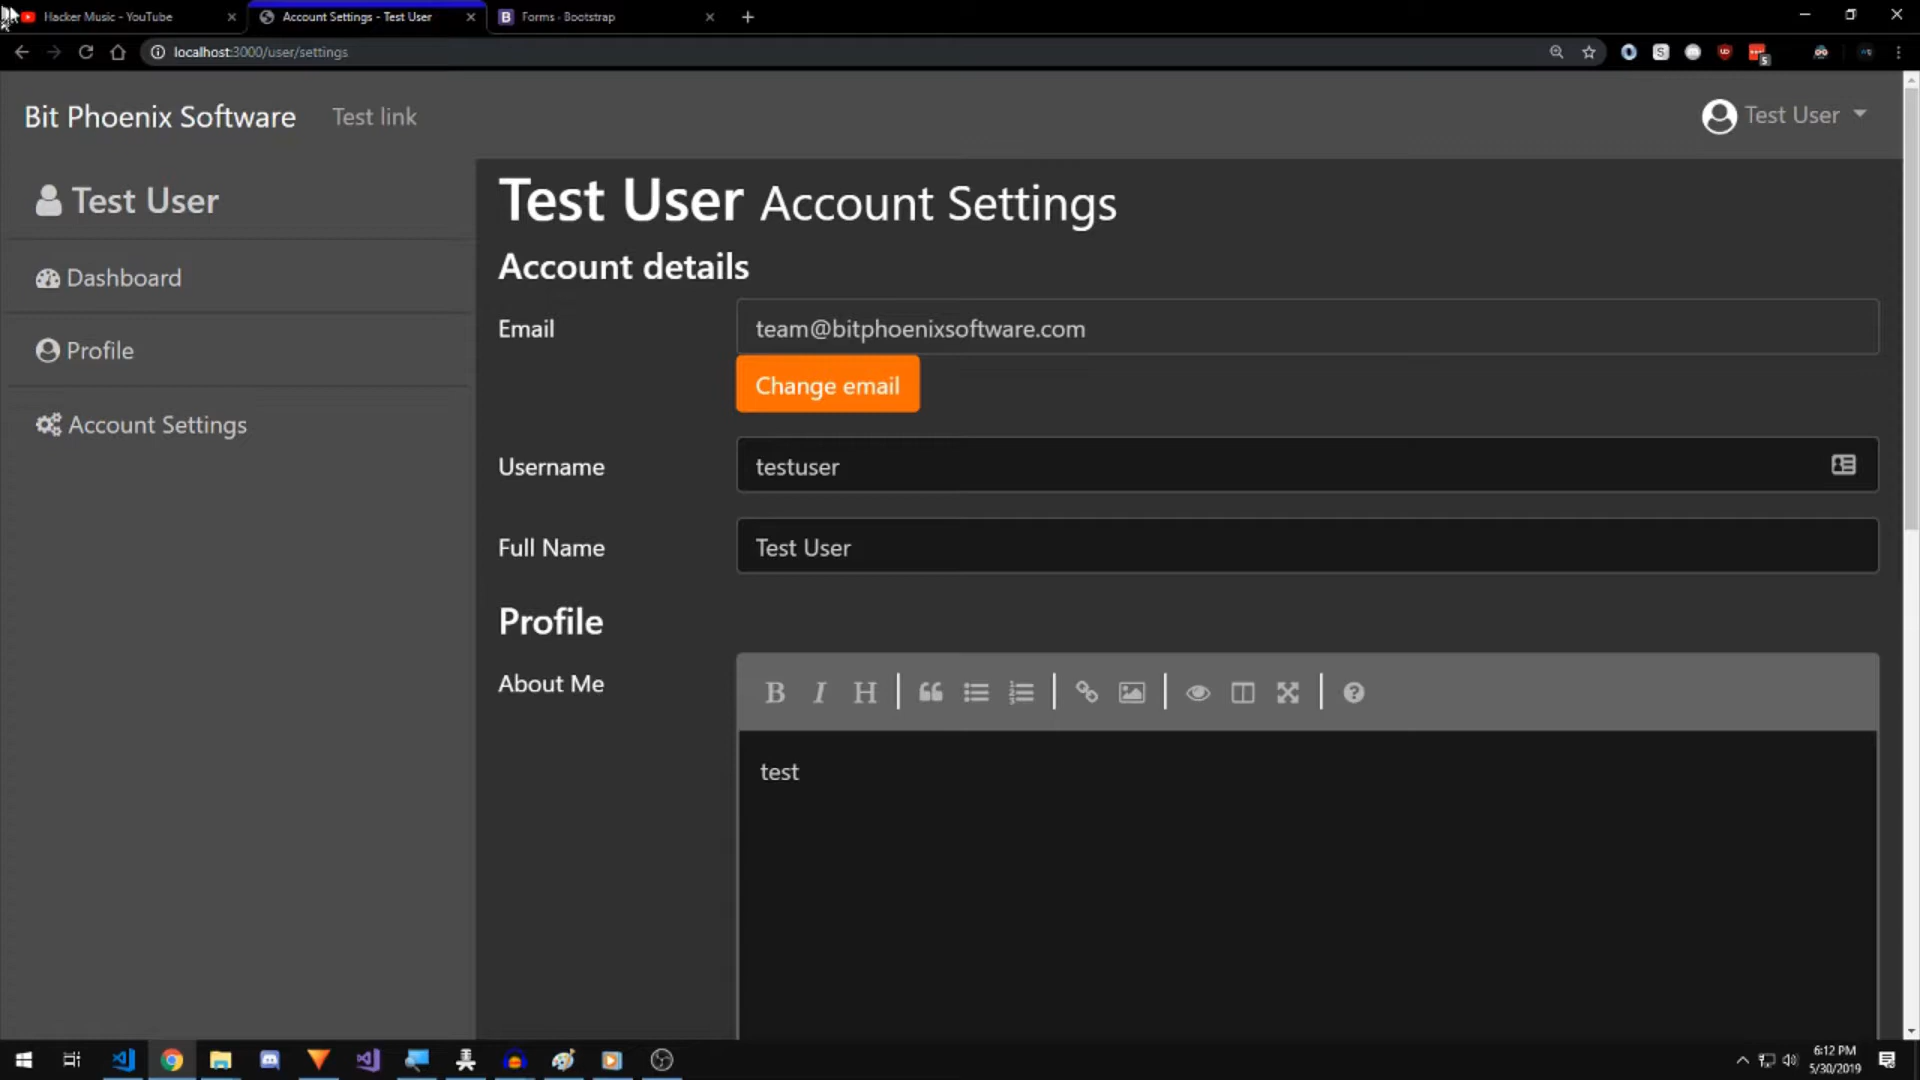 Hacker Music - YouTube
Account Settings - Test User
Forms · Bootstrap
localhost:3000/user/settings
5
Bit Phoenix Software
Test link
Test User
Test User
Dashboard
Profile
Account Settings
Test User Account Settings
Account details
Email
team@bitphoenixsoftware.com
Change email
Username
testuser
Full Name
Test User
Profile
About Me
B I H
test
6:12 PM
5/30/2019